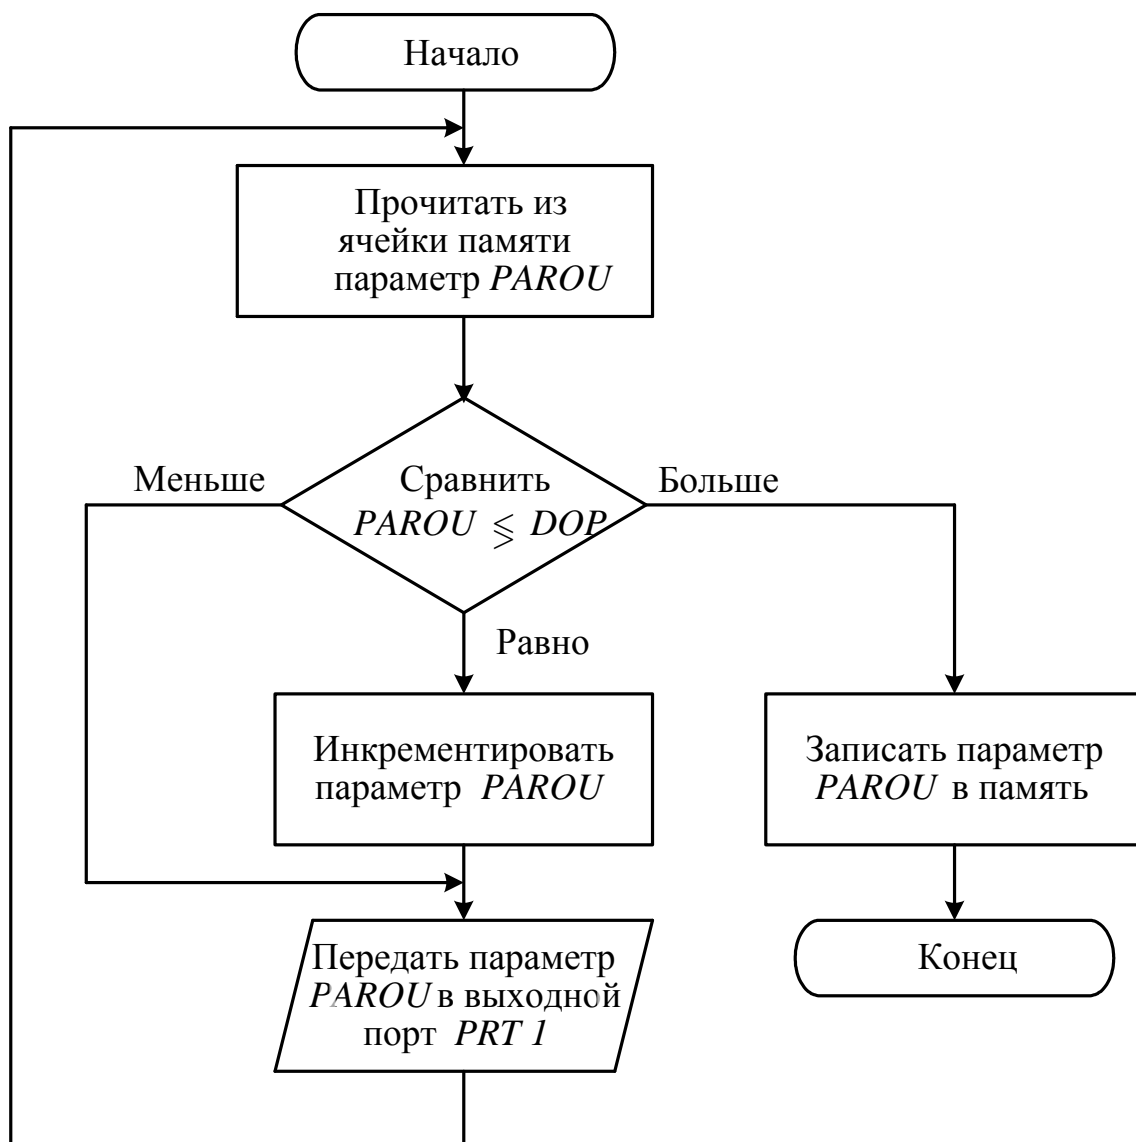 Начало
Прочитать из
ячейки памяти
параметр PAROU
Меньше
Сравнить
PAROU ≶ DOP
Больше
Равно
Инкрементировать
параметр PAROU
Записать параметр
PAROU в память
Передать параметр
PAROU в выходной
порт PRT 1
Конец